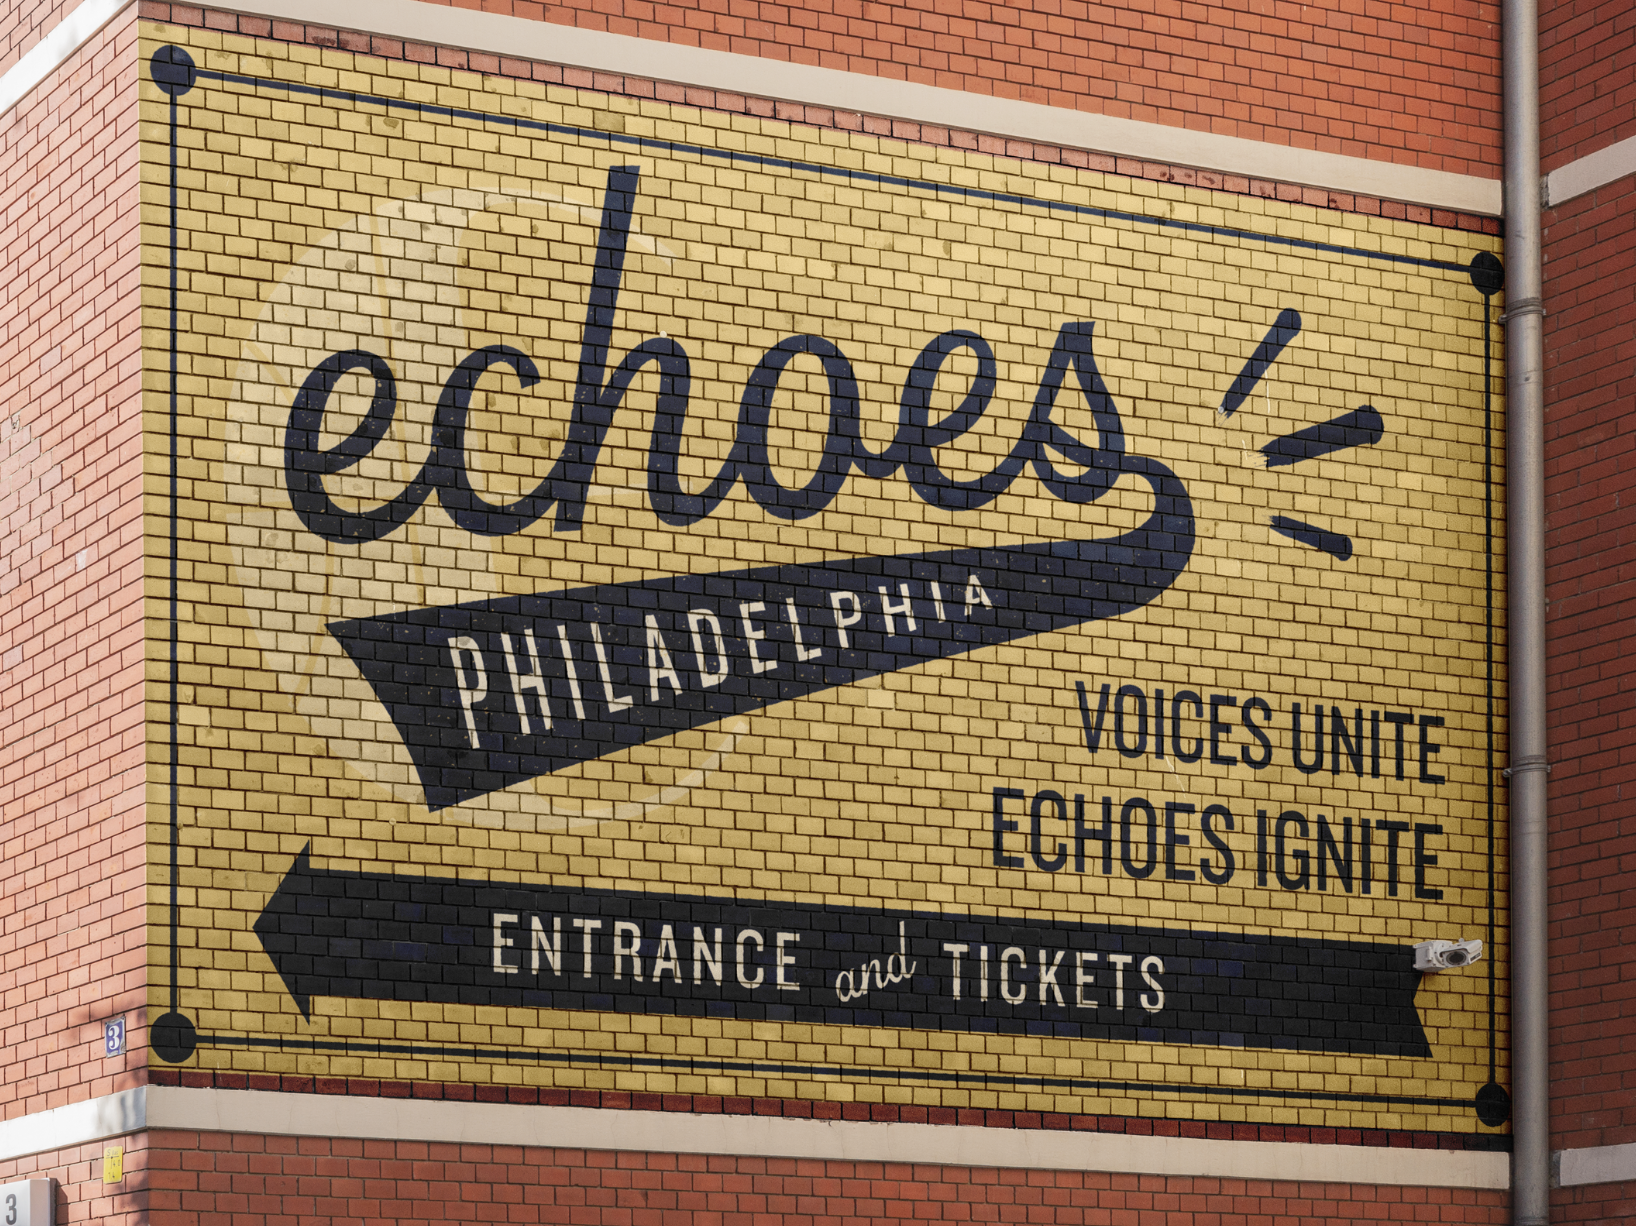 echoes
PHILADELPHIA
VOICES UNITE
ECHOES IGNITE
ENTRANCE and TICKETS
3
3